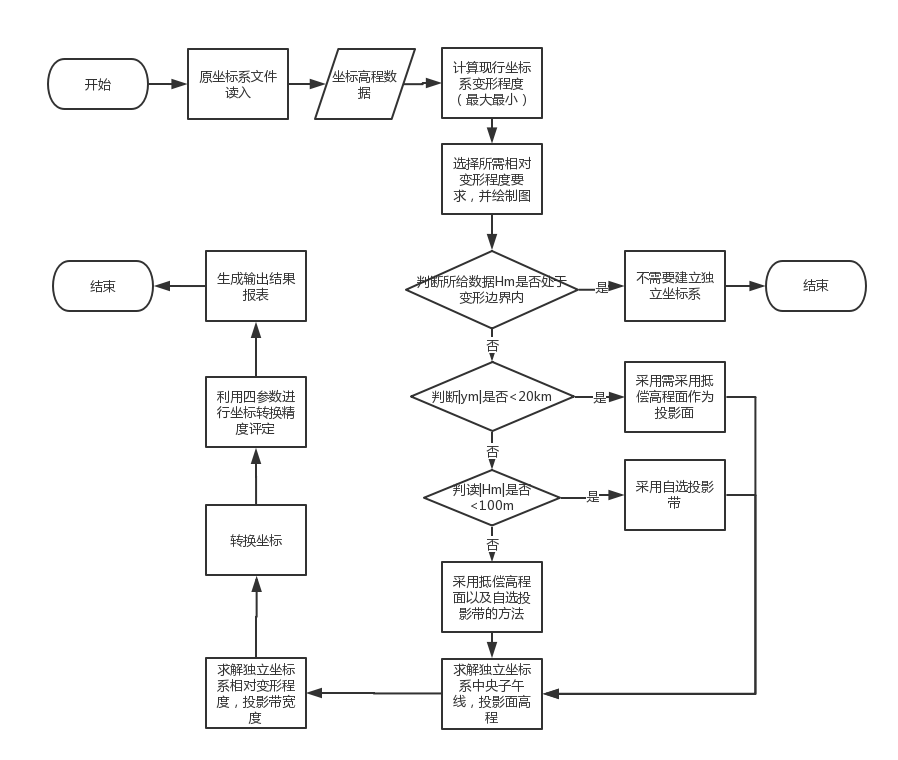 开始
原坐标系文件
读入
坐标高程数
据
计算现行坐标
系变形程度
（最大最小）
选择所需相对
变形程度要
求，并绘制图
判断所给数据Hm是否处于
变形边界内
是
不需要建立独
立坐标系
结束
否
判断|ym|是否<20km
是
采用需采用抵
偿高程面作为
投影面
否
判读|Hm|是否
<100m
是
采用自选投影
带
否
采用抵偿高程
面以及自选投
影带的方法
求解独立坐标
系中央子午
线，投影面高
程
求解独立坐标
系相对变形程
度，投影带宽
度
转换坐标
利用四参数进
行坐标转换精
度评定
生成输出结果
报表
结束